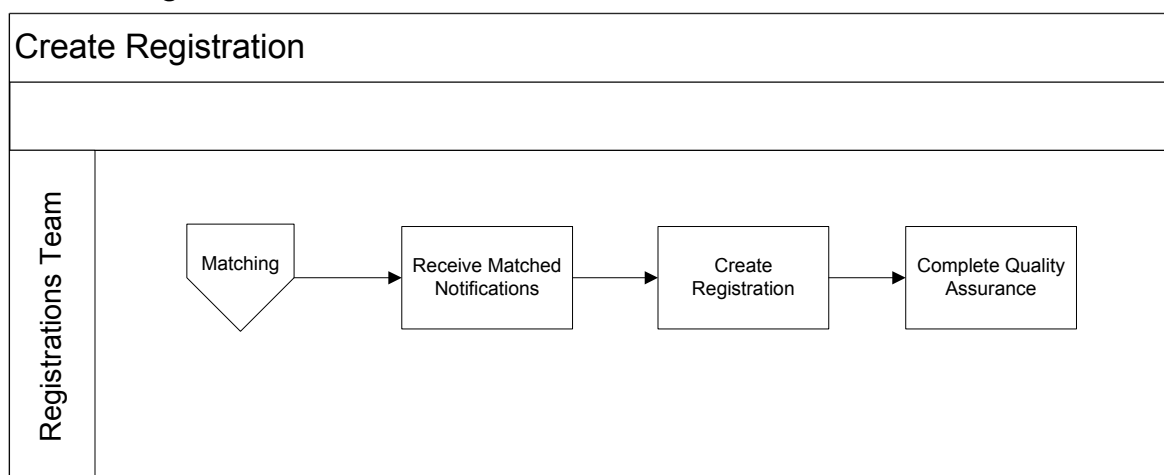 Create Registration
Registrations Team
Matching
Receive Matched
Notifications
Create
Registration
Complete Quality
Assurance